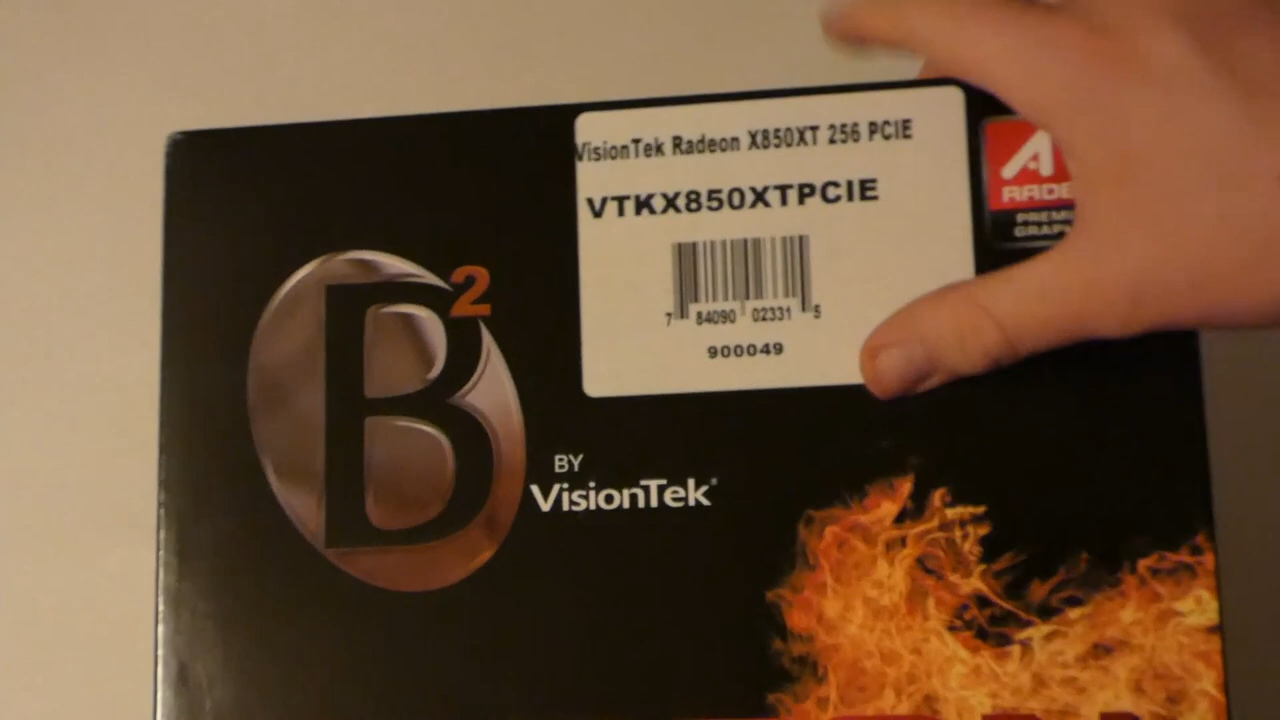 VisionTek Radeon X850XT 256 PCIE
VTKX850XTPCIE
7 84090 02331 5
900049
B2
BY
VisionTek